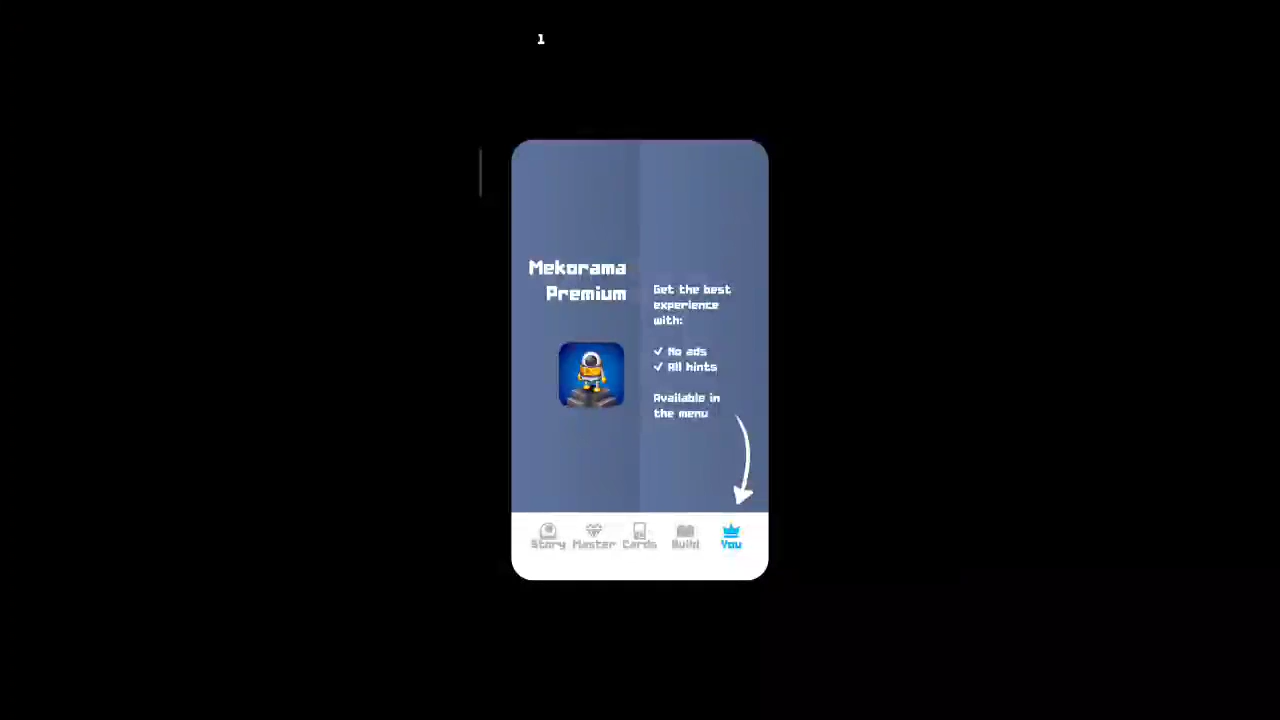 1
Mekorama
Premium
Get the best
experience
with:
✓ No ads
✓ All hints
Available in
the menu
Story Master Cards Build You